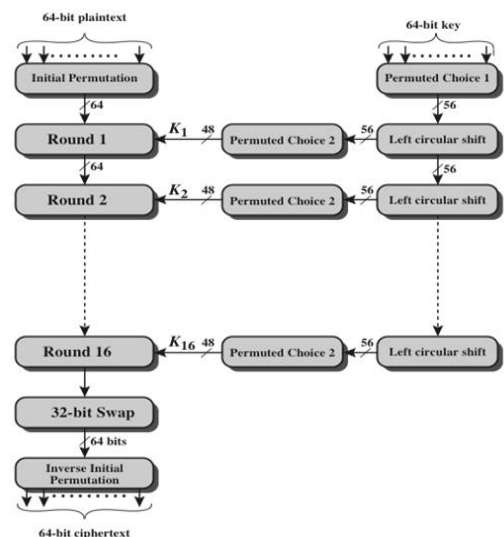 64-bit plaintext
64-bit key
Initial Permutation
Permuted Choice 1
64
56
Round 1
K1
48
Permuted Choice 2
56
Left circular shift
64
56
Round 2
K2
48
Permuted Choice 2
56
Left circular shift
Round 16
K16
48
Permuted Choice 2
56
Left circular shift
32-bit Swap
64 bits
Inverse Initial
Permutation
64-bit ciphertext